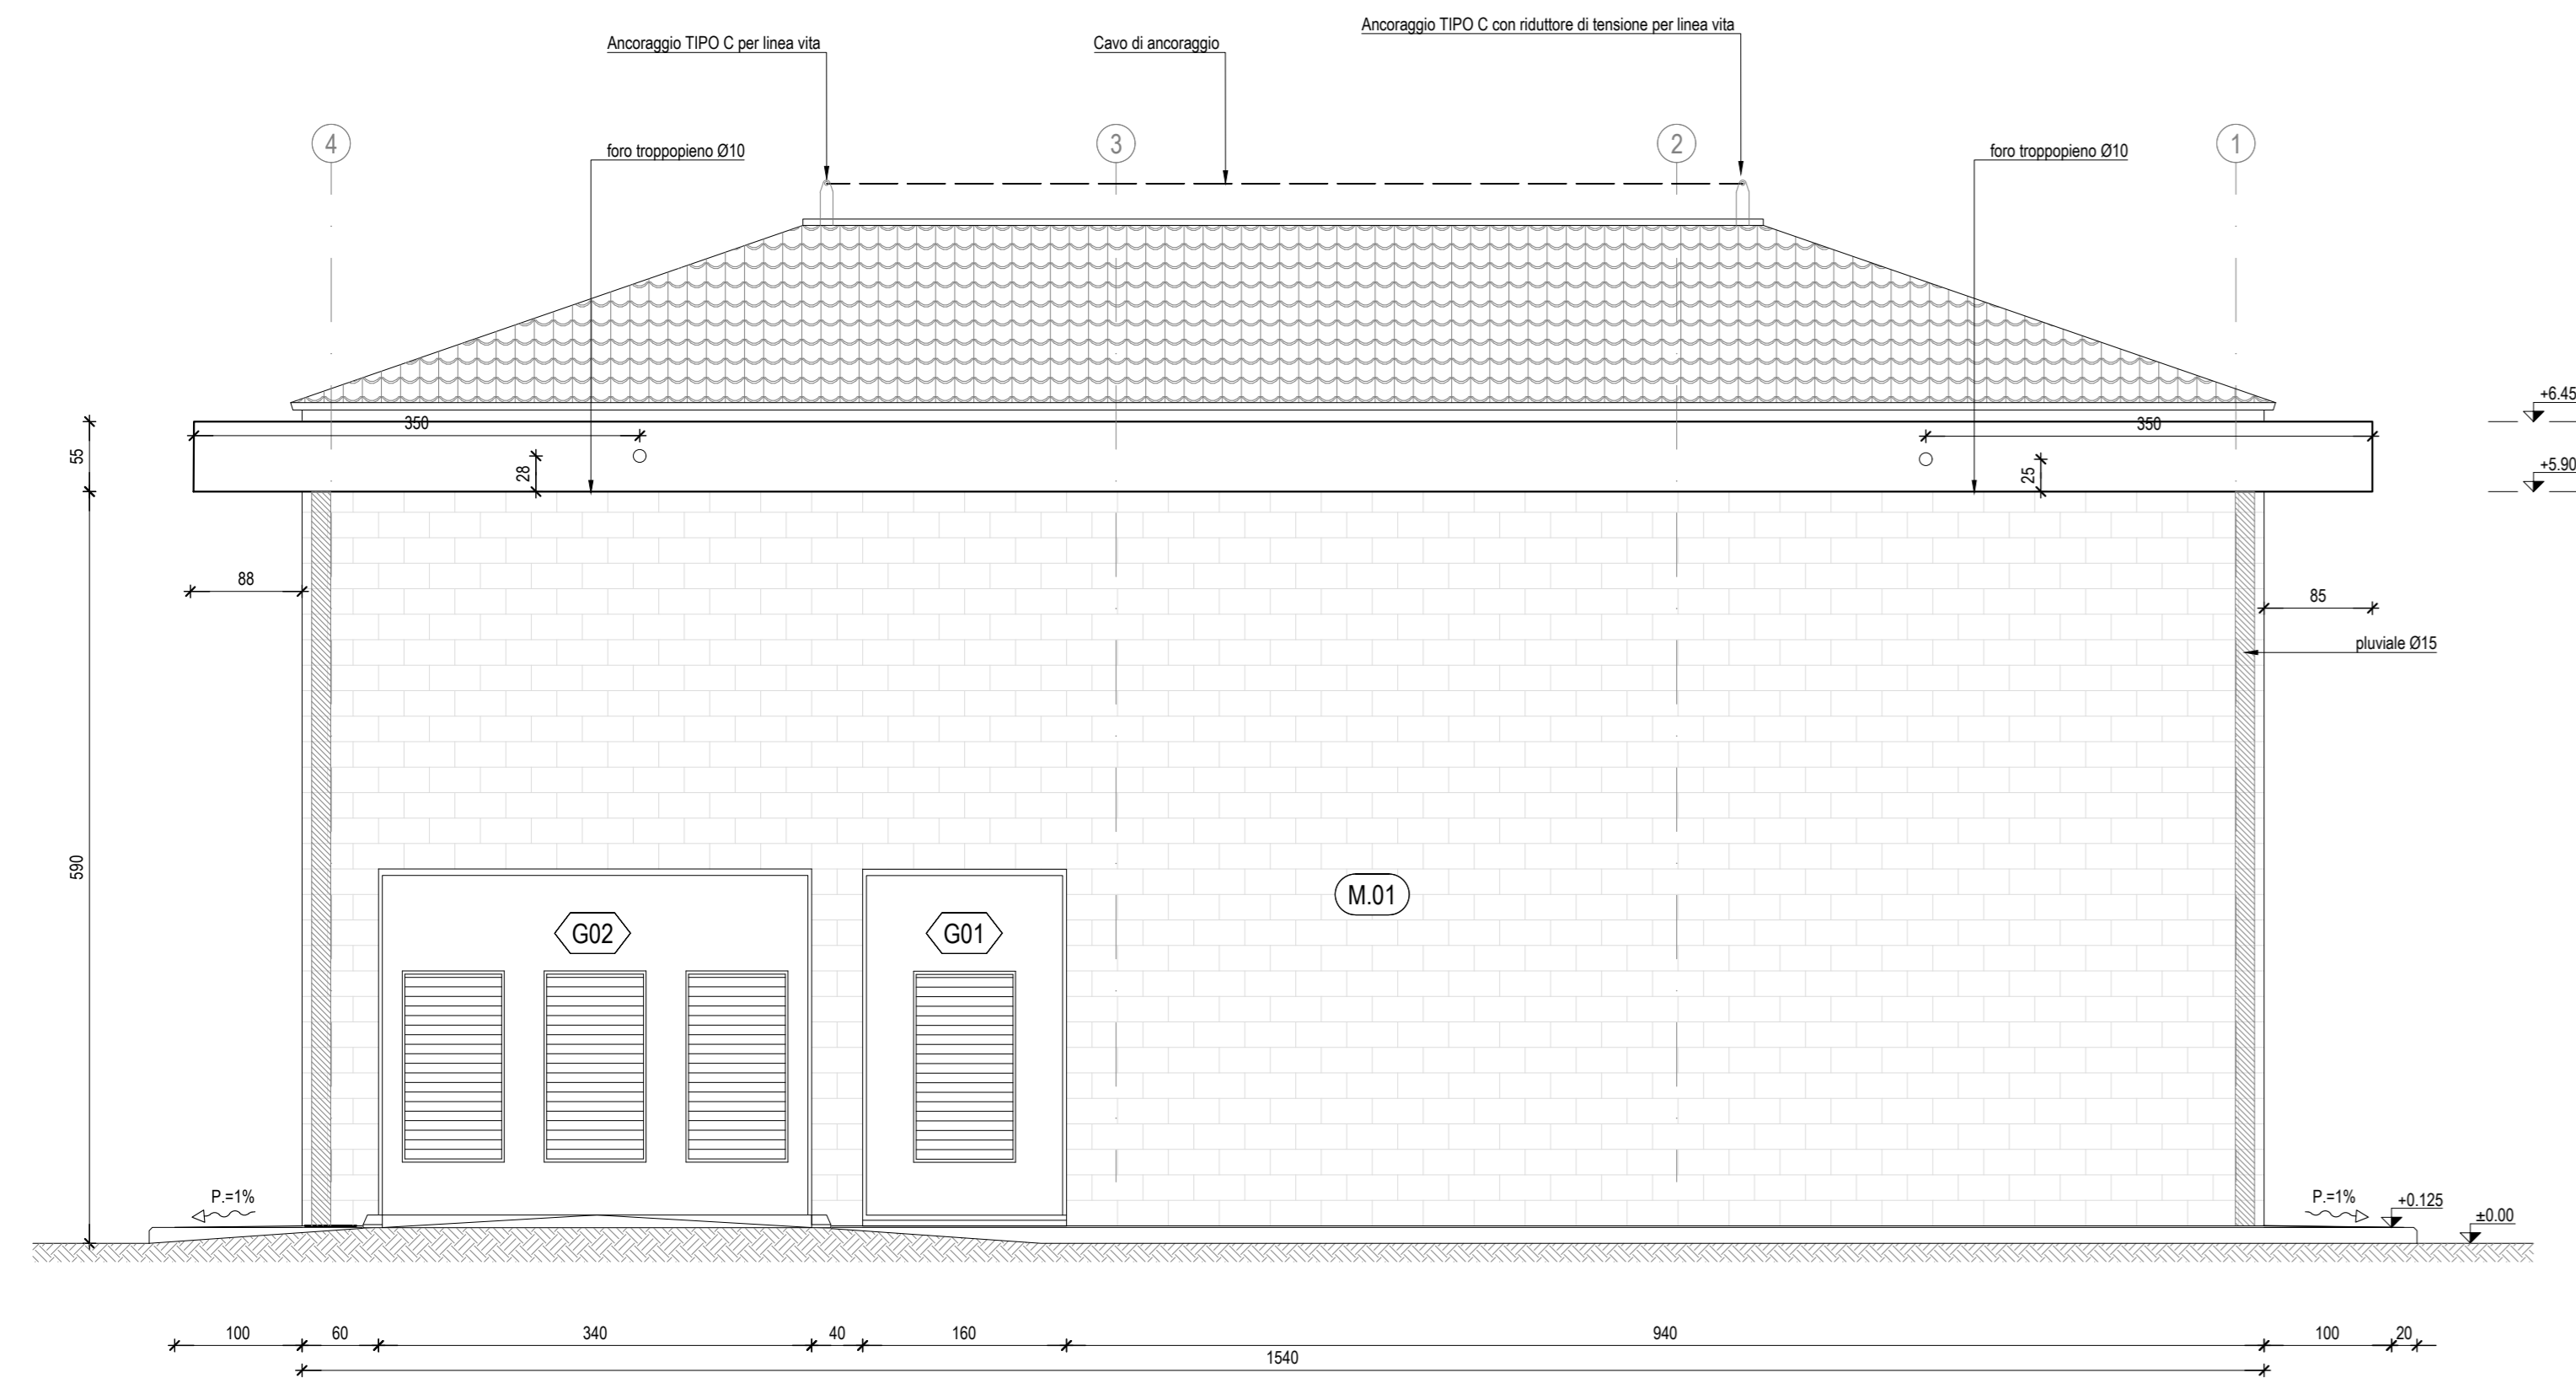 Ancoraggio TIPO C con riduttore di tensione per linea vita
Ancoraggio TIPO C per linea vita
Cavo di ancoraggio
4
foro troppopieno Ø10
3
2
foro troppopieno Ø10
1
+6.45
350
350
55
28
25
+5.90
88
85
pluviale Ø15
590
M.01
G02
G01
P.=1%
P.=1%
+0.125
±0.00
100
60
340
40
160
940
100
20
1540